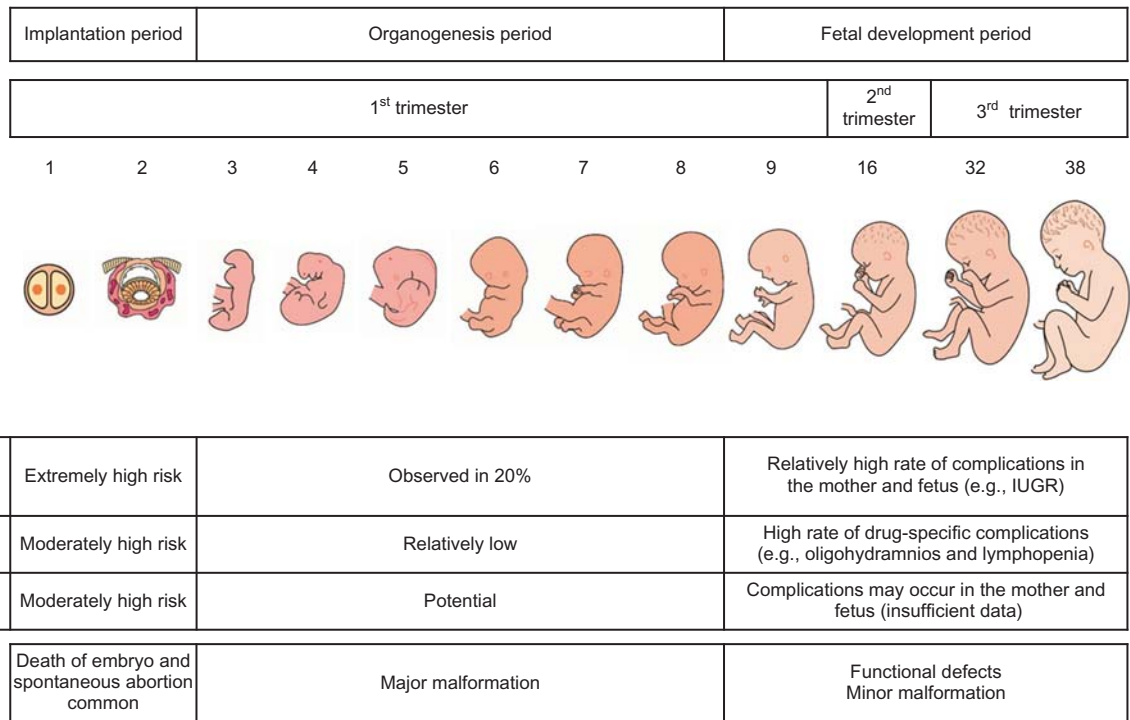 Implantation period
Organogenesis period
Fetal development period
1st trimester
2nd
trimester
3rd trimester
1 2 3 4 5 6 7 8 9 16 32 38
Extremely high risk
Observed in 20%
Relatively high rate of complications in
the mother and fetus (e.g., IUGR)
Moderately high risk
Relatively low
High rate of drug-specific complications
(e.g., oligohydramnios and lymphopenia)
Moderately high risk
Potential
Complications may occur in the mother and
fetus (insufficient data)
Death of embryo and
spontaneous abortion
common
Major malformation
Functional defects
Minor malformation